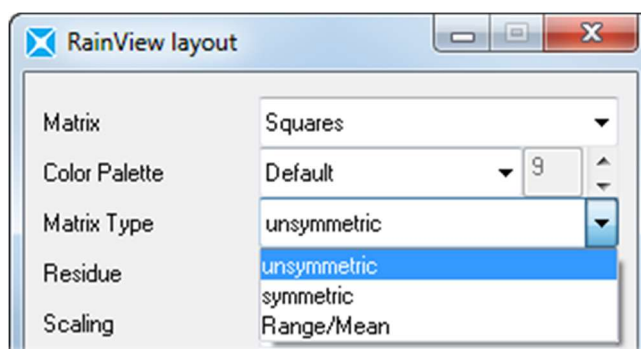 RainView layout
Matrix Squares
Color Palette Default 9
Matrix Type unsymmetric
Residue unsymmetric
symmetric
Scaling Range/Mean